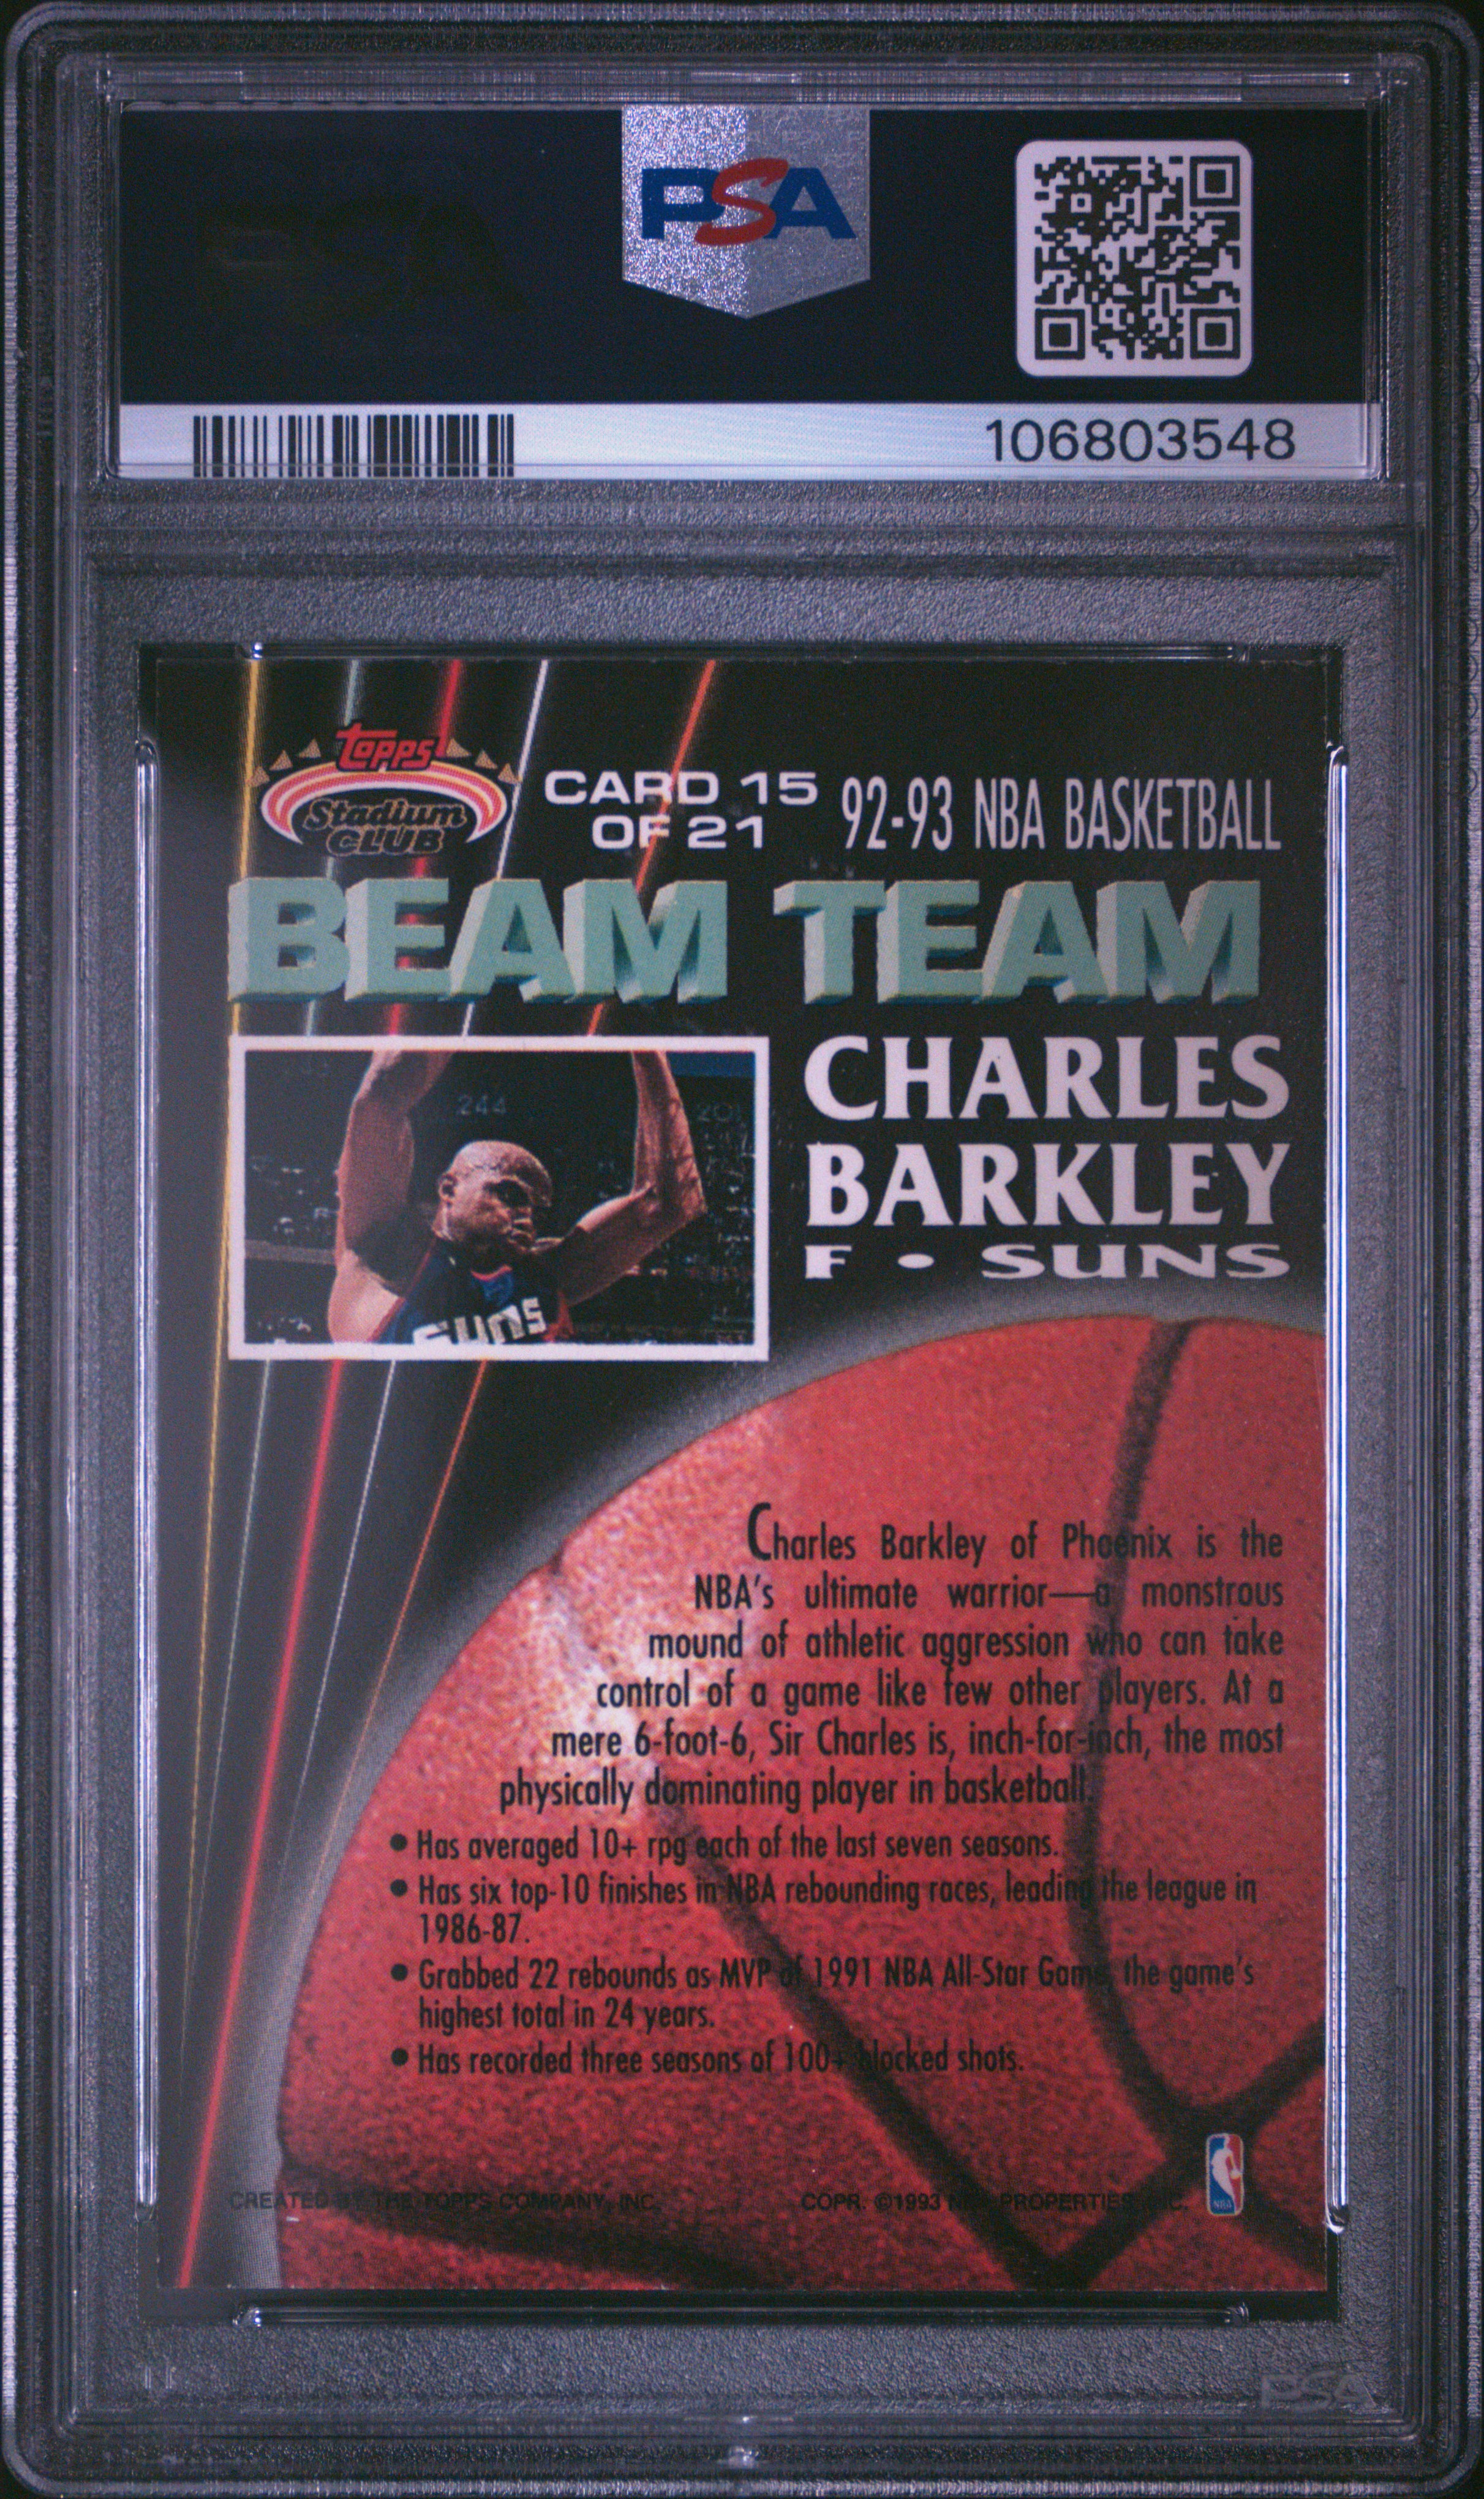 PSA
106803548
Topps
Stadium
CLUB
CARD 15
OF 21
92-93 NBA BASKETBALL
BEAM TEAM
244
20
Suns
CHARLES
BARKLEY
F • SUNS
Charles Barkley of Phoenix is the
NBA's ultimate warrior—a monstrous
mound of athletic aggression who can take
control of a game like few other players. At a
mere 6-foot-6, Sir Charles is, inch-for-inch, the most
physically dominating player in basketball.
• Has averaged 10+ rpg each of the last seven seasons.
• Has six top-10 finishes in NBA rebounding races, leading the league in
1986-87.
• Grabbed 22 rebounds as MVP of 1991 NBA All-Star Game, the game's
highest total in 24 years.
• Has recorded three seasons of 100+ blocked shots.
CREATED BY THE TOPPS COMPANY, INC.
COPR. ©1993 NBA PROPERTIES, INC.
NBA
PSA